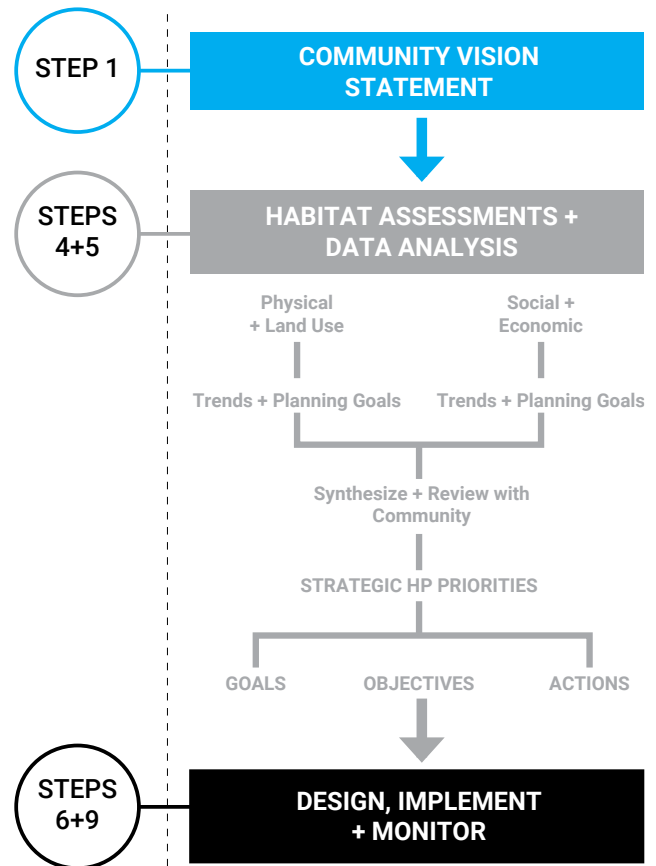 STEP 1
COMMUNITY VISION
STATEMENT
STEPS
4+5
HABITAT ASSESSMENTS +
DATA ANALYSIS
Physical
+ Land Use
Social +
Economic
Trends + Planning Goals
Trends + Planning Goals
Synthesize + Review with
Community
STRATEGIC HP PRIORITIES
GOALS
OBJECTIVES
ACTIONS
STEPS
6+9
DESIGN, IMPLEMENT
+ MONITOR